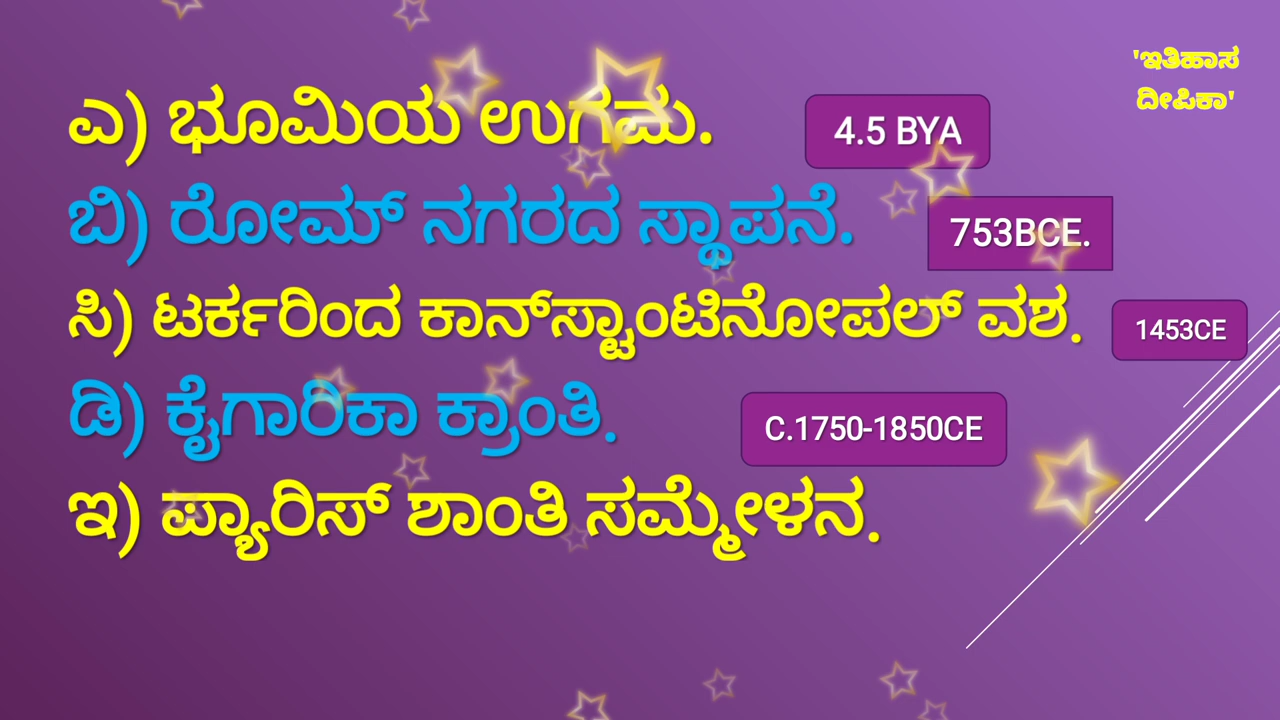 'ಇತಿಹಾಸ
ದೀಪಿಕಾ'
ಎ) ಭೂಮಿಯ ಉಗಮ. 4.5 BYA
ಬಿ) ರೋಮ್ ನಗರದ ಸ್ಥಾಪನೆ. 753BCE.
ಸಿ) ಟರ್ಕರಿಂದ ಕಾನ್‌ಸ್ಟಾಂಟಿನೋಪಲ್ ವಶ. 1453CE
ಡಿ) ಕೈಗಾರಿಕಾ ಕ್ರಾಂತಿ. C.1750-1850CE
ಇ) ಪ್ಯಾರಿಸ್ ಶಾಂತಿ ಸಮ್ಮೇಳನ.